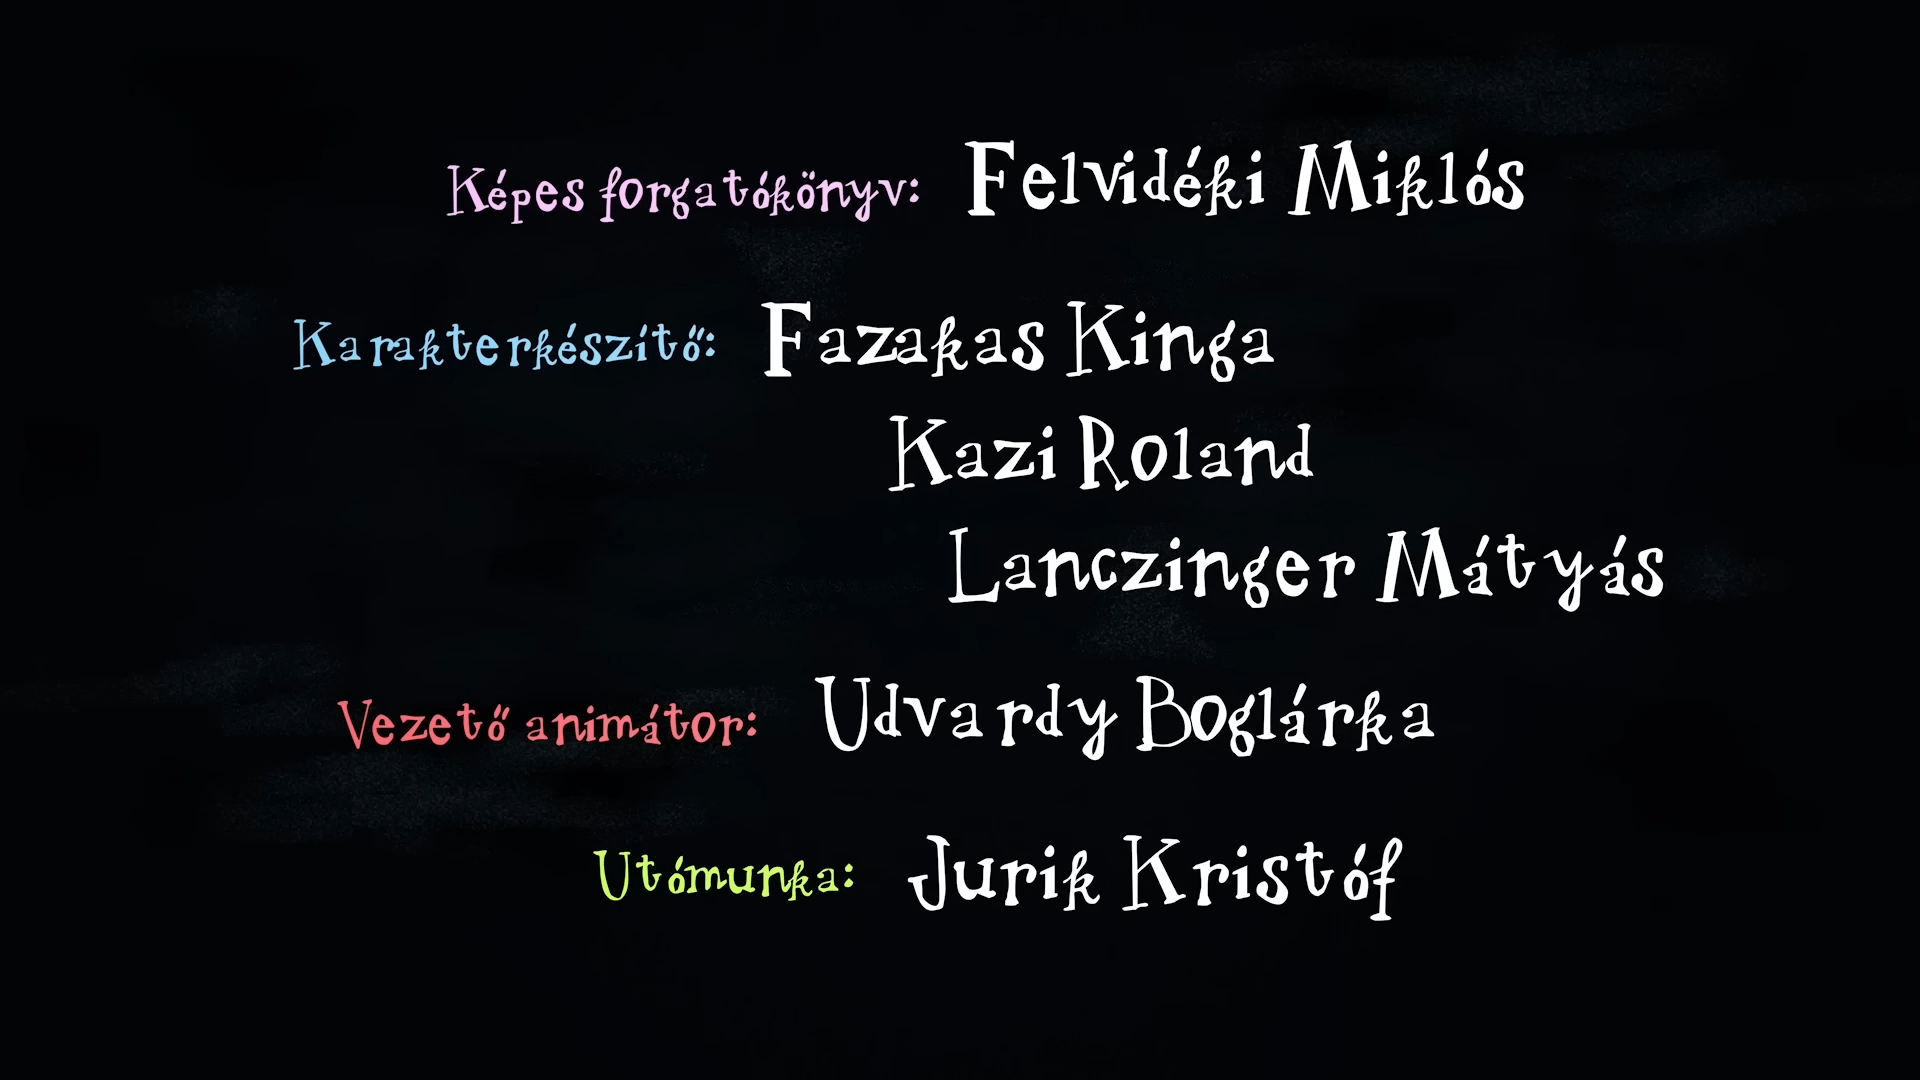 Képes forgatókönyv: Felvidéki Miklós
Karakterkészítő: Fazakas Kinga
Kazi Roland
Lanczinger Mátyás
Vezető animátor: Udvardy Boglárka
Utómunka: Jurik Kristóf